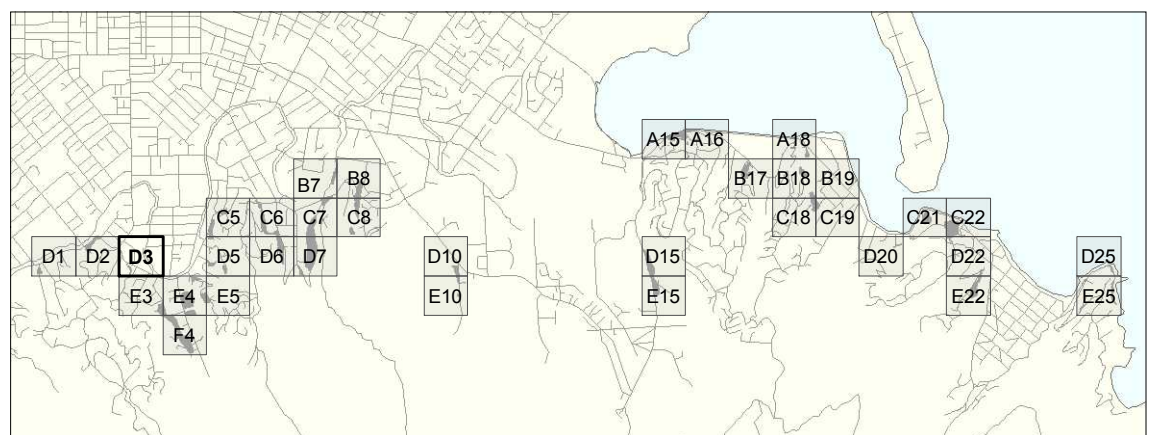 A15 A16 A18
B7 B8 B17 B18 B19
C5 C6 C7 C8 C18 C19 C21 C22
D1 D2 D3 D5 D6 D7 D10 D15 D20 D22 D25
E3 E4 E5 E10 E15 E22 E25
F4